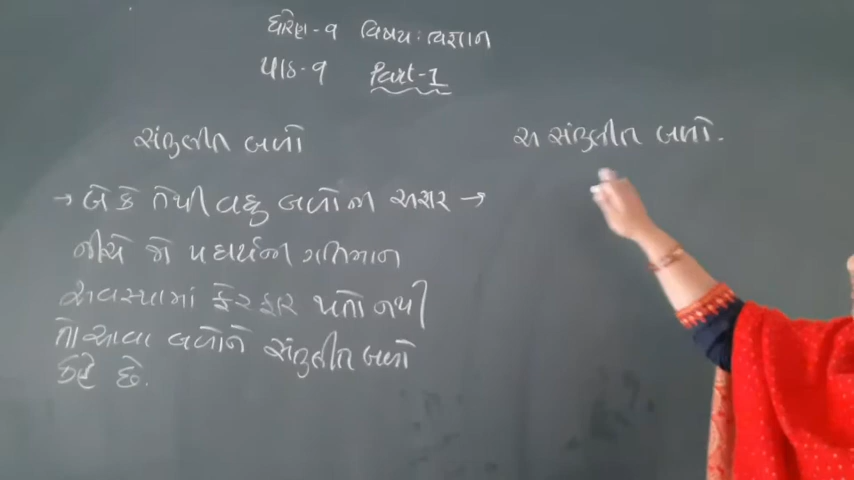 ધોરણ-૧ વિષય: વિજ્ઞાન
પાઠ-૧ Part-1
સંતુલીત બળો
અસંતુલીત બળો.
→ બે કે તેથી વધુ બળોના અસર →
નીચે જો પદાર્થના ગતિમાન
અવસ્થામાં ફેરફાર થતો નથી
તો આવા બળોને સંતુલીત બળો
કહે છે.